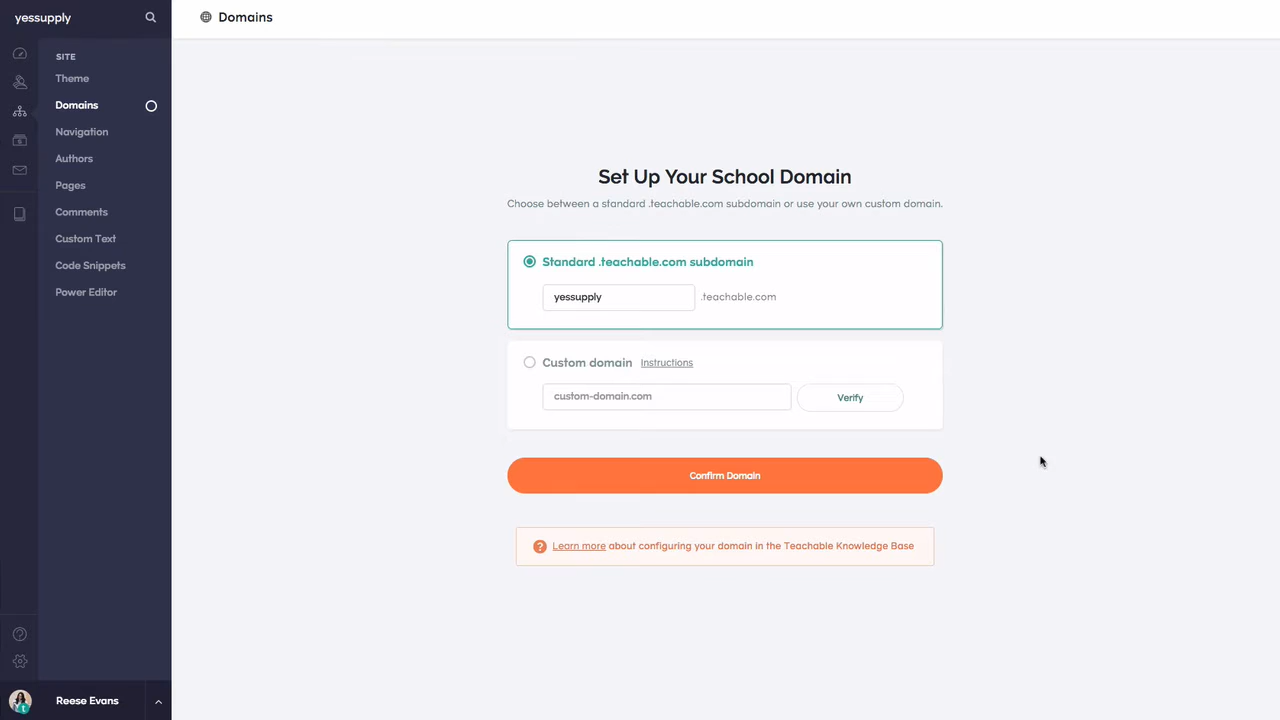 yessupply
Domains
SITE
Theme
Domains
Navigation
Authors
Pages
Comments
Custom Text
Code Snippets
Power Editor
Set Up Your School Domain
Choose between a standard .teachable.com subdomain or use your own custom domain.
Standard .teachable.com subdomain
yessupply .teachable.com
Custom domain Instructions
custom-domain.com Verify
Confirm Domain
? Learn more about configuring your domain in the Teachable Knowledge Base
Reese Evans